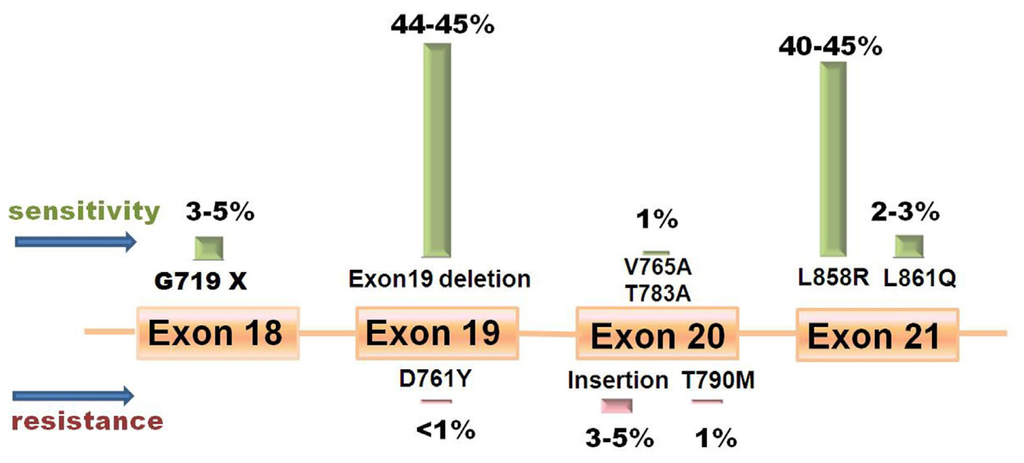 44-45%
40-45%
sensitivity
3-5%
1%
2-3%
G719 X
Exon19 deletion
V765A
T783A
L858R
L861Q
Exon 18
Exon 19
Exon 20
Exon 21
D761Y
Insertion
T790M
resistance
<1%
3-5%
1%